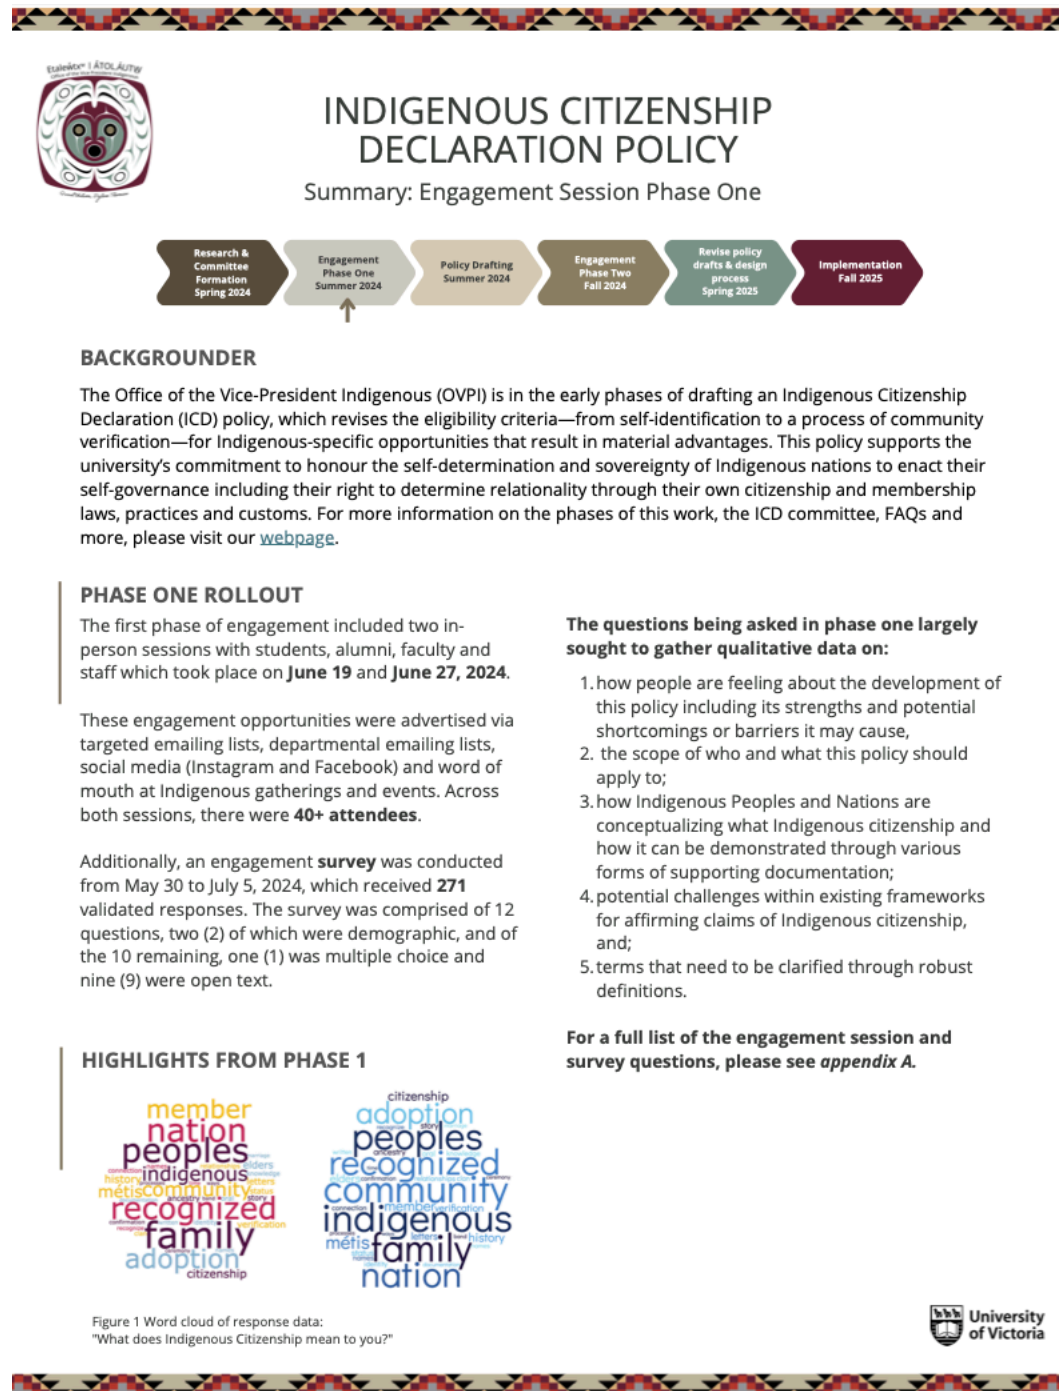 INDIGENOUS CITIZENSHIP
DECLARATION POLICY
Summary: Engagement Session Phase One
Research &
Committee
Formation
Spring 2024
Engagement
Phase One
Summer 2024
Policy Drafting
Summer 2024
Engagement
Phase Two
Fall 2024
Revise policy
drafts & design
process
Spring 2025
Implementation
Fall 2025
BACKGROUNDER
The Office of the Vice-President Indigenous (OVPI) is in the early phases of drafting an Indigenous Citizenship
Declaration (ICD) policy, which revises the eligibility criteria—from self-identification to a process of community
verification—for Indigenous-specific opportunities that result in material advantages. This policy supports the
university's commitment to honour the self-determination and sovereignty of Indigenous nations to enact their
self-governance including their right to determine relationality through their own citizenship and membership
laws, practices and customs. For more information on the phases of this work, the ICD committee, FAQs and
more, please visit our webpage.
PHASE ONE ROLLOUT
The first phase of engagement included two in-
person sessions with students, alumni, faculty and
staff which took place on June 19 and June 27, 2024.
These engagement opportunities were advertised via
targeted emailing lists, departmental emailing lists,
social media (Instagram and Facebook) and word of
mouth at Indigenous gatherings and events. Across
both sessions, there were 40+ attendees.
Additionally, an engagement survey was conducted
from May 30 to July 5, 2024, which received 271
validated responses. The survey was comprised of 12
questions, two (2) of which were demographic, and of
the 10 remaining, one (1) was multiple choice and
nine (9) were open text.
The questions being asked in phase one largely
sought to gather qualitative data on:
1. how people are feeling about the development of
this policy including its strengths and potential
shortcomings or barriers it may cause,
2. the scope of who and what this policy should
apply to;
3. how Indigenous Peoples and Nations are
conceptualizing what Indigenous citizenship and
how it can be demonstrated through various
forms of supporting documentation;
4. potential challenges within existing frameworks
for affirming claims of Indigenous citizenship,
and;
5. terms that need to be clarified through robust
definitions.
For a full list of the engagement session and
survey questions, please see appendix A.
HIGHLIGHTS FROM PHASE 1
member
nation
peoples
indigenous
elders
history
letters
métis
community
status
ancestry
story
recognized
verification
family
adoption
citizenship
citizenship
adoption
story
peoples
ancestry
recognized
elders
community
connection
member
verification
indigenous
letters
band
history
métis
family
status
nation
Figure 1 Word cloud of response data:
"What does Indigenous Citizenship mean to you?"
University
of Victoria